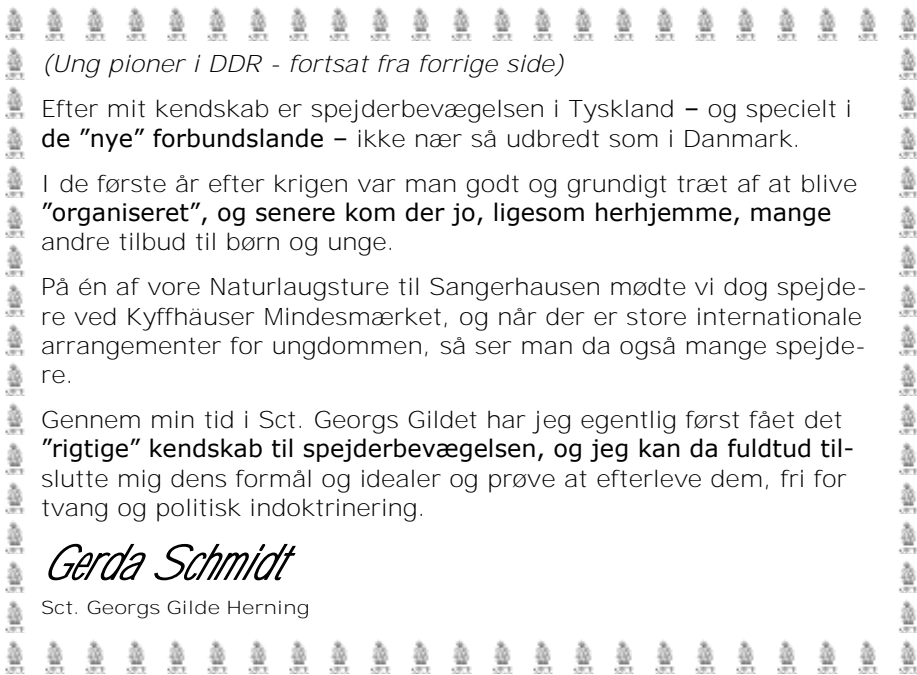 (Ung pioner i DDR - fortsat fra forrige side)
Efter mit kendskab er spejderbevægelsen i Tyskland – og specielt i
de ”nye” forbundslande – ikke nær så udbredt som i Danmark.
I de første år efter krigen var man godt og grundigt træt af at blive
”organiseret”, og senere kom der jo, ligesom herhjemme, mange
andre tilbud til børn og unge.
På én af vore Naturlaugsture til Sangerhausen mødte vi dog spejde-
re ved Kyffhäuser Mindesmærket, og når der er store internationale
arrangementer for ungdommen, så ser man da også mange spejde-
re.
Gennem min tid i Sct. Georgs Gildet har jeg egentlig først fået det
”rigtige” kendskab til spejderbevægelsen, og jeg kan da fuldtud til-
slutte mig dens formål og idealer og prøve at efterleve dem, fri for
tvang og politisk indoktrinering.
Gerda Schmidt
Sct. Georgs Gilde Herning